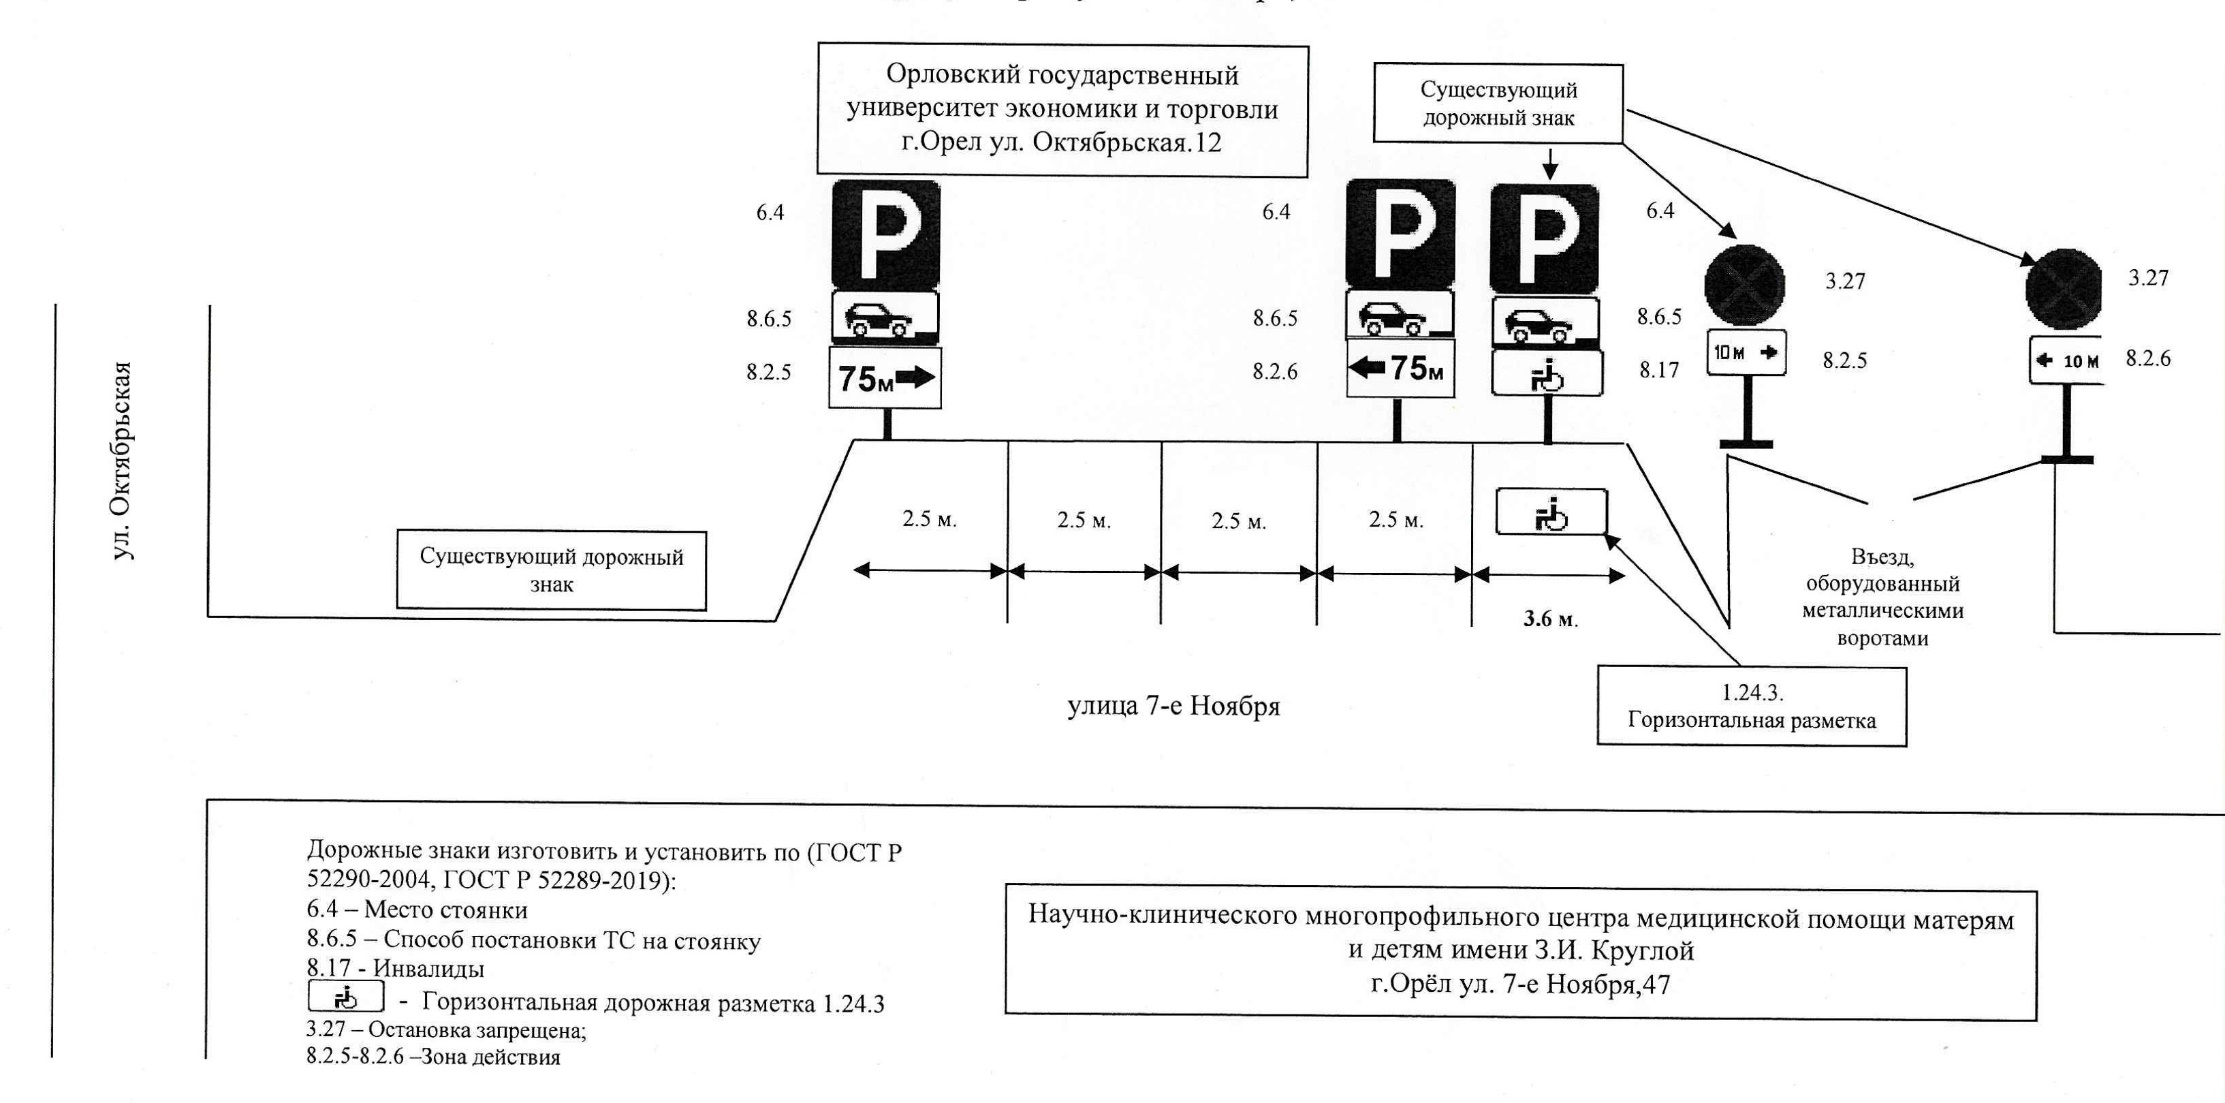 Орловский государственный
университет экономики и торговли
г.Орел ул. Октябрьская.12
Существующий
дорожный знак
6.4
P
6.4
P
P
6.4
3.27
3.27
8.6.5
8.6.5
8.6.5
8.2.5
75м
8.2.6
75м
8.17
10 м
8.2.5
10 м
8.2.6
ул. Октябрьская
2.5 м.
2.5 м.
2.5 м.
2.5 м.
3.6 м.
Существующий дорожный
знак
Въезд,
оборудованный
металлическими
воротами
улица 7-е Ноября
1.24.3.
Горизонтальная разметка
Дорожные знаки изготовить и установить по (ГОСТ Р
52290-2004, ГОСТ Р 52289-2019):
6.4 – Место стоянки
8.6.5 – Способ постановки ТС на стоянку
8.17 - Инвалиды
- Горизонтальная дорожная разметка 1.24.3
3.27 – Остановка запрещена;
8.2.5-8.2.6 –Зона действия
Научно-клинического многопрофильного центра медицинской помощи матерям
и детям имени З.И. Круглой
г.Орёл ул. 7-е Ноября,47